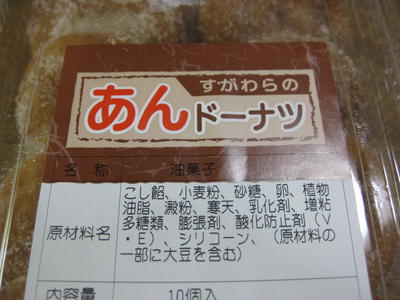 すがわらの
あんドーナツ
名称 油菓子
原材料名 こし餡、小麦粉、砂糖、卵、植物
油脂、澱粉、寒天、乳化剤、増粘
多糖類、膨張剤、酸化防止剤(V
・E)、シリコーン、(原材料の
一部に大豆を含む)
内容量 10個入